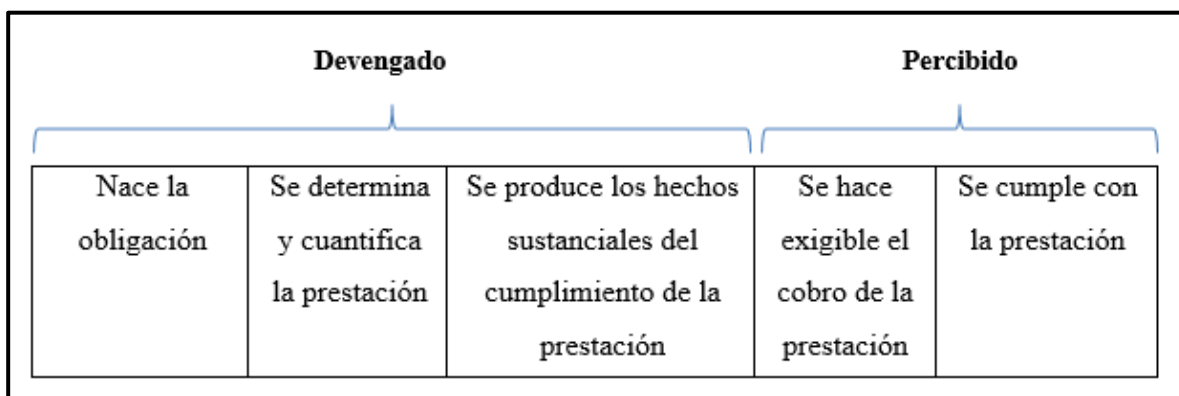 Devengado
Percibido
Nace la
obligación
Se determina
y cuantifica
la prestación
Se produce los hechos
sustanciales del
cumplimiento de la
prestación
Se hace
exigible el
cobro de la
prestación
Se cumple con
la prestación